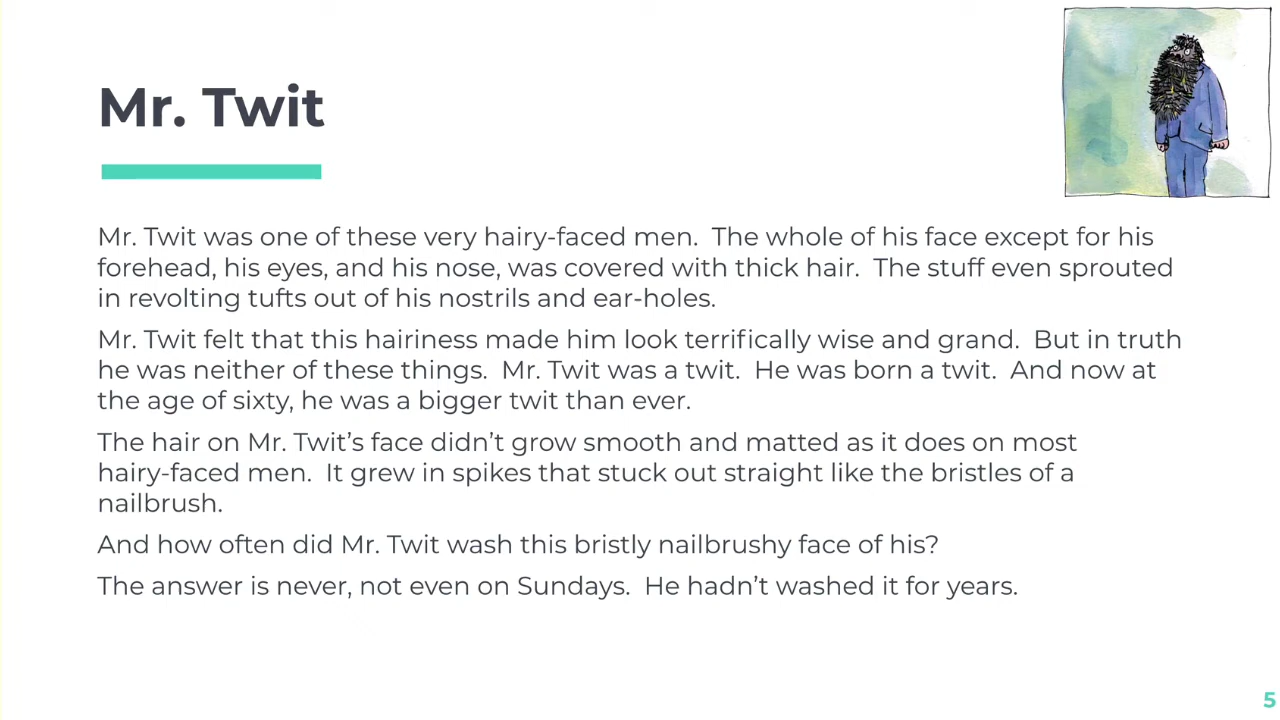 Mr. Twit
Mr. Twit was one of these very hairy-faced men.  The whole of his face except for his
forehead, his eyes, and his nose, was covered with thick hair.  The stuff even sprouted
in revolting tufts out of his nostrils and ear-holes.
Mr. Twit felt that this hairiness made him look terrifically wise and grand.  But in truth
he was neither of these things.  Mr. Twit was a twit.  He was born a twit.  And now at
the age of sixty, he was a bigger twit than ever.
The hair on Mr. Twit’s face didn’t grow smooth and matted as it does on most
hairy-faced men.  It grew in spikes that stuck out straight like the bristles of a
nailbrush.
And how often did Mr. Twit wash this bristly nailbrushy face of his?
The answer is never, not even on Sundays.  He hadn’t washed it for years.
5